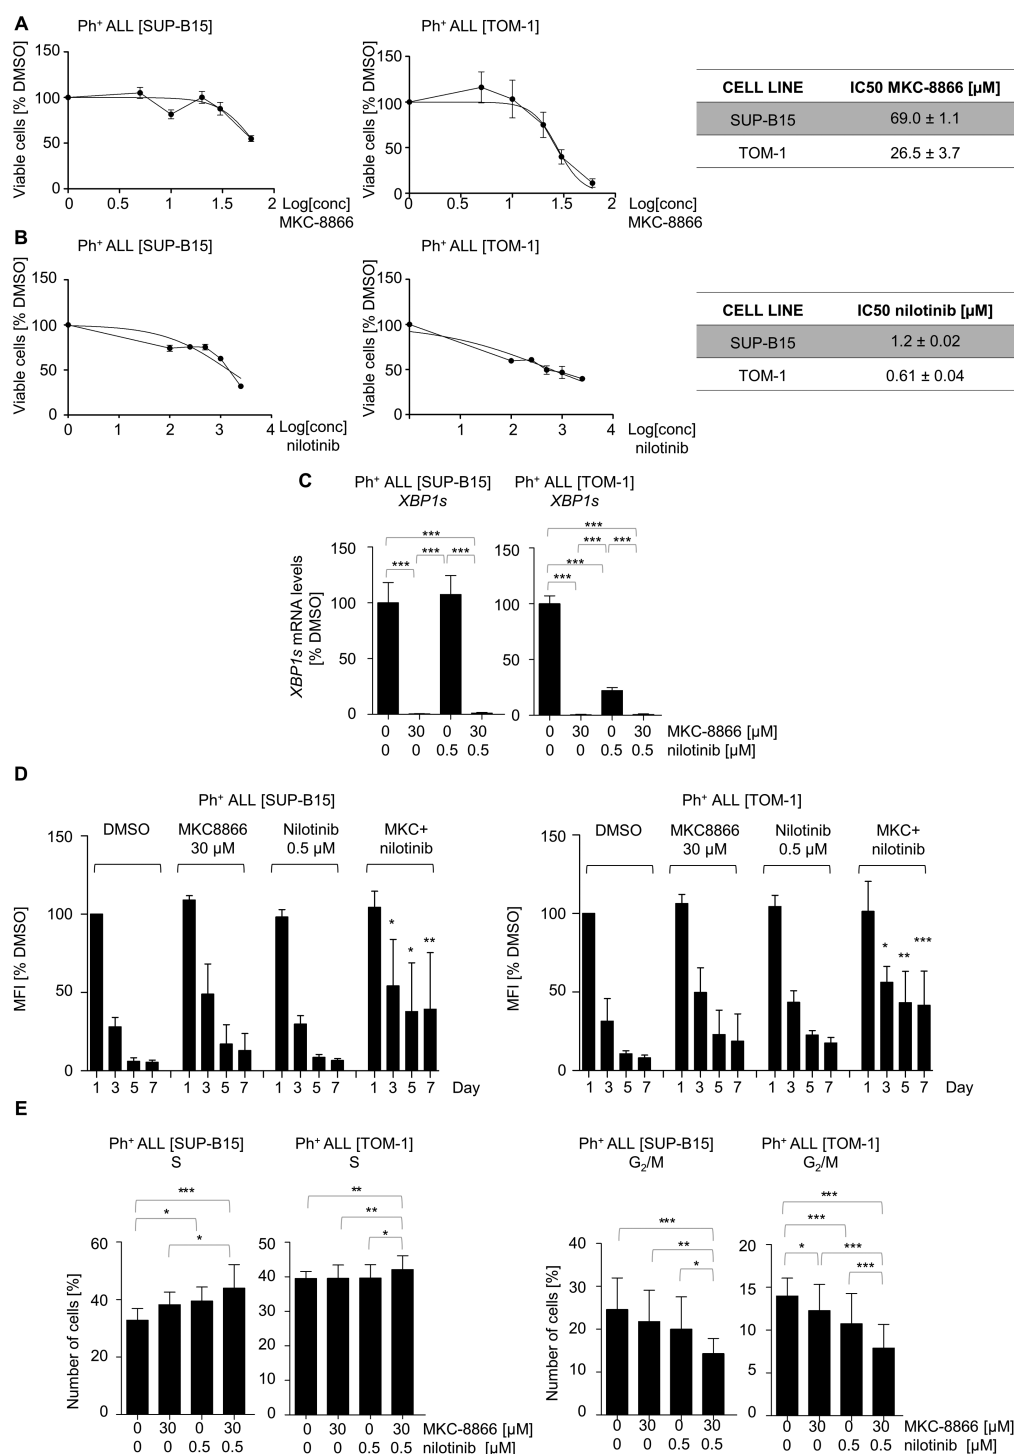 A
Ph+ ALL [SUP-B15]
Viable cells [% DMSO]
150
100
50
0
0 0.5 1.0 1.5 2
Log[conc]
MKC-8866
Ph+ ALL [TOM-1]
Viable cells [% DMSO]
150
100
50
0
0 0.5 1.0 1.5 2
Log[conc]
MKC-8866
CELL LINE IC50 MKC-8866 [µM]
SUP-B15 69.0 ± 1.1
TOM-1 26.5 ± 3.7
B
Ph+ ALL [SUP-B15]
Viable cells [% DMSO]
150
100
50
0
0 1 2 3 4
Log[conc]
nilotinib
Ph+ ALL [TOM-1]
Viable cells [% DMSO]
150
100
50
0
1 2 3 4
Log[conc]
nilotinib
CELL LINE IC50 nilotinib [µM]
SUP-B15 1.2 ± 0.02
TOM-1 0.61 ± 0.04
C
Ph+ ALL [SUP-B15]
XBP1s
XBP1s mRNA levels
[% DMSO]
150
100
50
0
***
*** ***
***
0 30 0 30
0 0 0.5 0.5
Ph+ ALL [TOM-1]
XBP1s
150
100
50
0
***
*** ***
***
***
0 30 0 30 MKC-8866 [µM]
0 0 0.5 0.5 nilotinib [µM]
D
Ph+ ALL [SUP-B15]
MFI [% DMSO]
150
100
50
0
DMSO MKC8866 Nilotinib MKC+
30 µM 0.5 µM nilotinib
* * **
1 3 5 7 1 3 5 7 1 3 5 7 1 3 5 7 Day
Ph+ ALL [TOM-1]
MFI [% DMSO]
150
100
50
0
DMSO MKC8866 Nilotinib MKC+
30 µM 0.5 µM nilotinib
* ** ***
1 3 5 7 1 3 5 7 1 3 5 7 1 3 5 7 Day
E
Ph+ ALL [SUP-B15]
S
Number of cells [%]
60
40
20
0
***
*
*
0 30 0 30
0 0 0.5 0.5
Ph+ ALL [TOM-1]
S
50
40
30
20
10
0
**
**
*
0 30 0 30 MKC-8866 [µM]
0 0 0.5 0.5 nilotinib [µM]
Ph+ ALL [SUP-B15]
G2/M
Number of cells [%]
40
30
20
10
0
***
**
*
0 30 0 30
0 0 0.5 0.5
Ph+ ALL [TOM-1]
G2/M
20
15
10
5
0
***
***
* ***
***
0 30 0 30 MKC-8866 [µM]
0 0 0.5 0.5 nilotinib [µM]